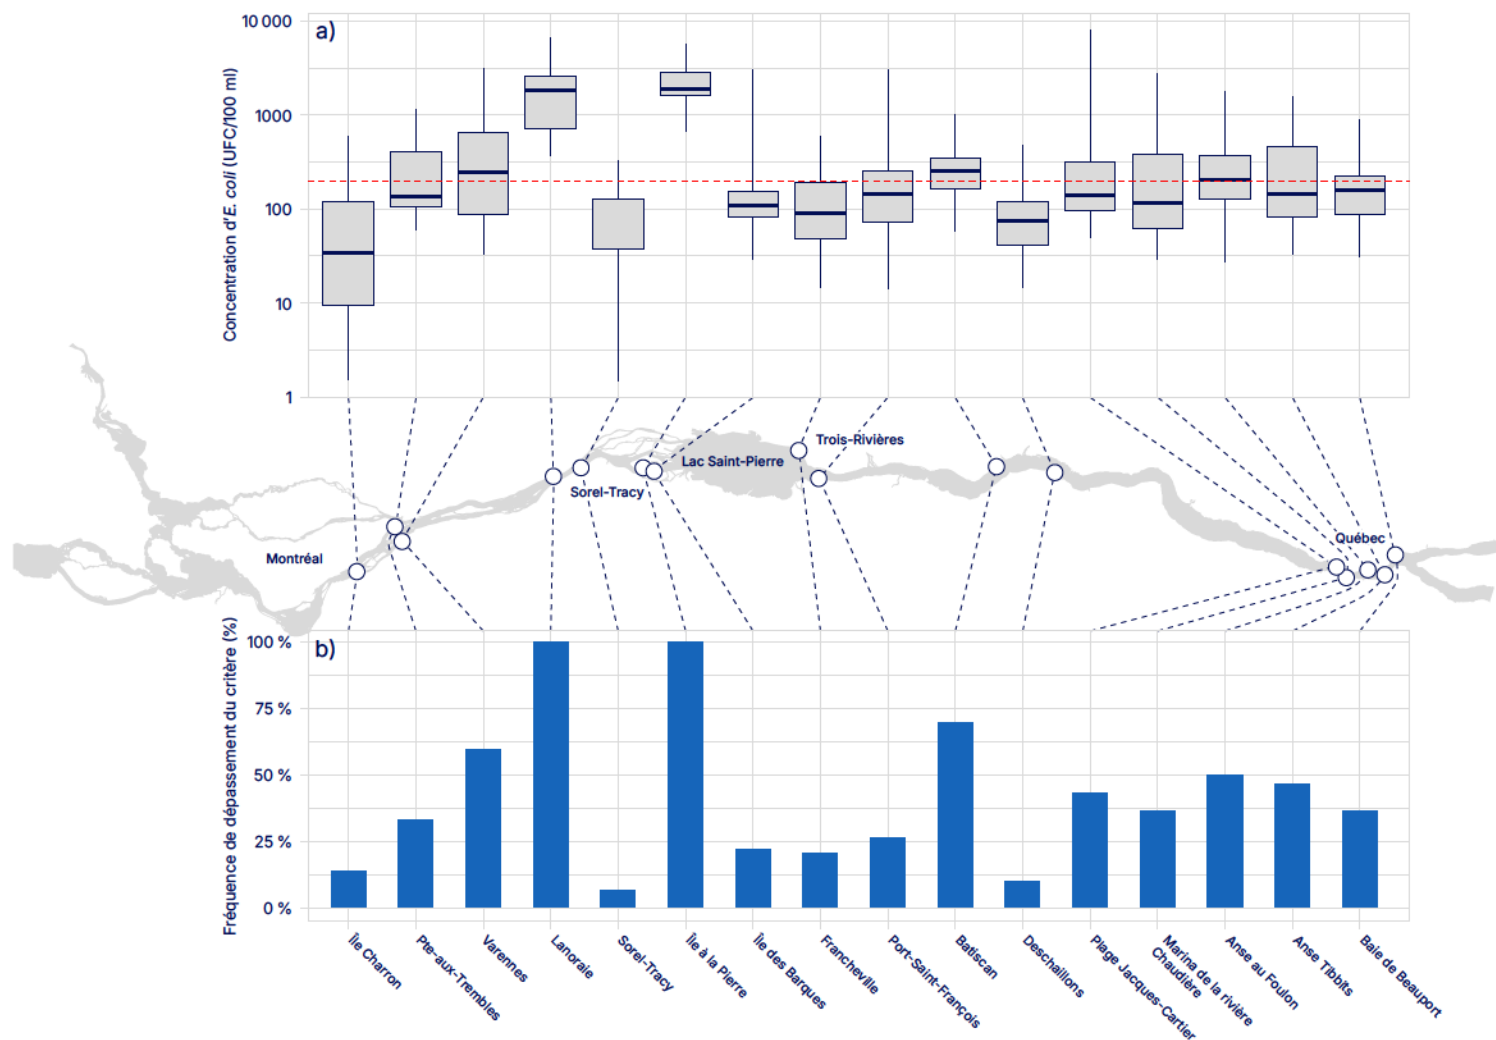 a)
Concentration d'E. coli (UFC/100 ml)
10 000
1000
100
10
1
Trois-Rivières
Lac Saint-Pierre
Sorel-Tracy
Québec
Montréal
b)
Fréquence de dépassement du critère (%)
100 %
75 %
50 %
25 %
0 %
Île Charron
Pte-aux-Trembles
Varennes
Lanoraie
Sorel-Tracy
Île à la Pierre
Île des Barques
Francheville
Port-Saint-François
Batiscan
Deschaillons
Plage Jacques-Cartier
Marina de la rivière
Chaudière
Anse au Foulon
Anse Tibbits
Baie de Beauport